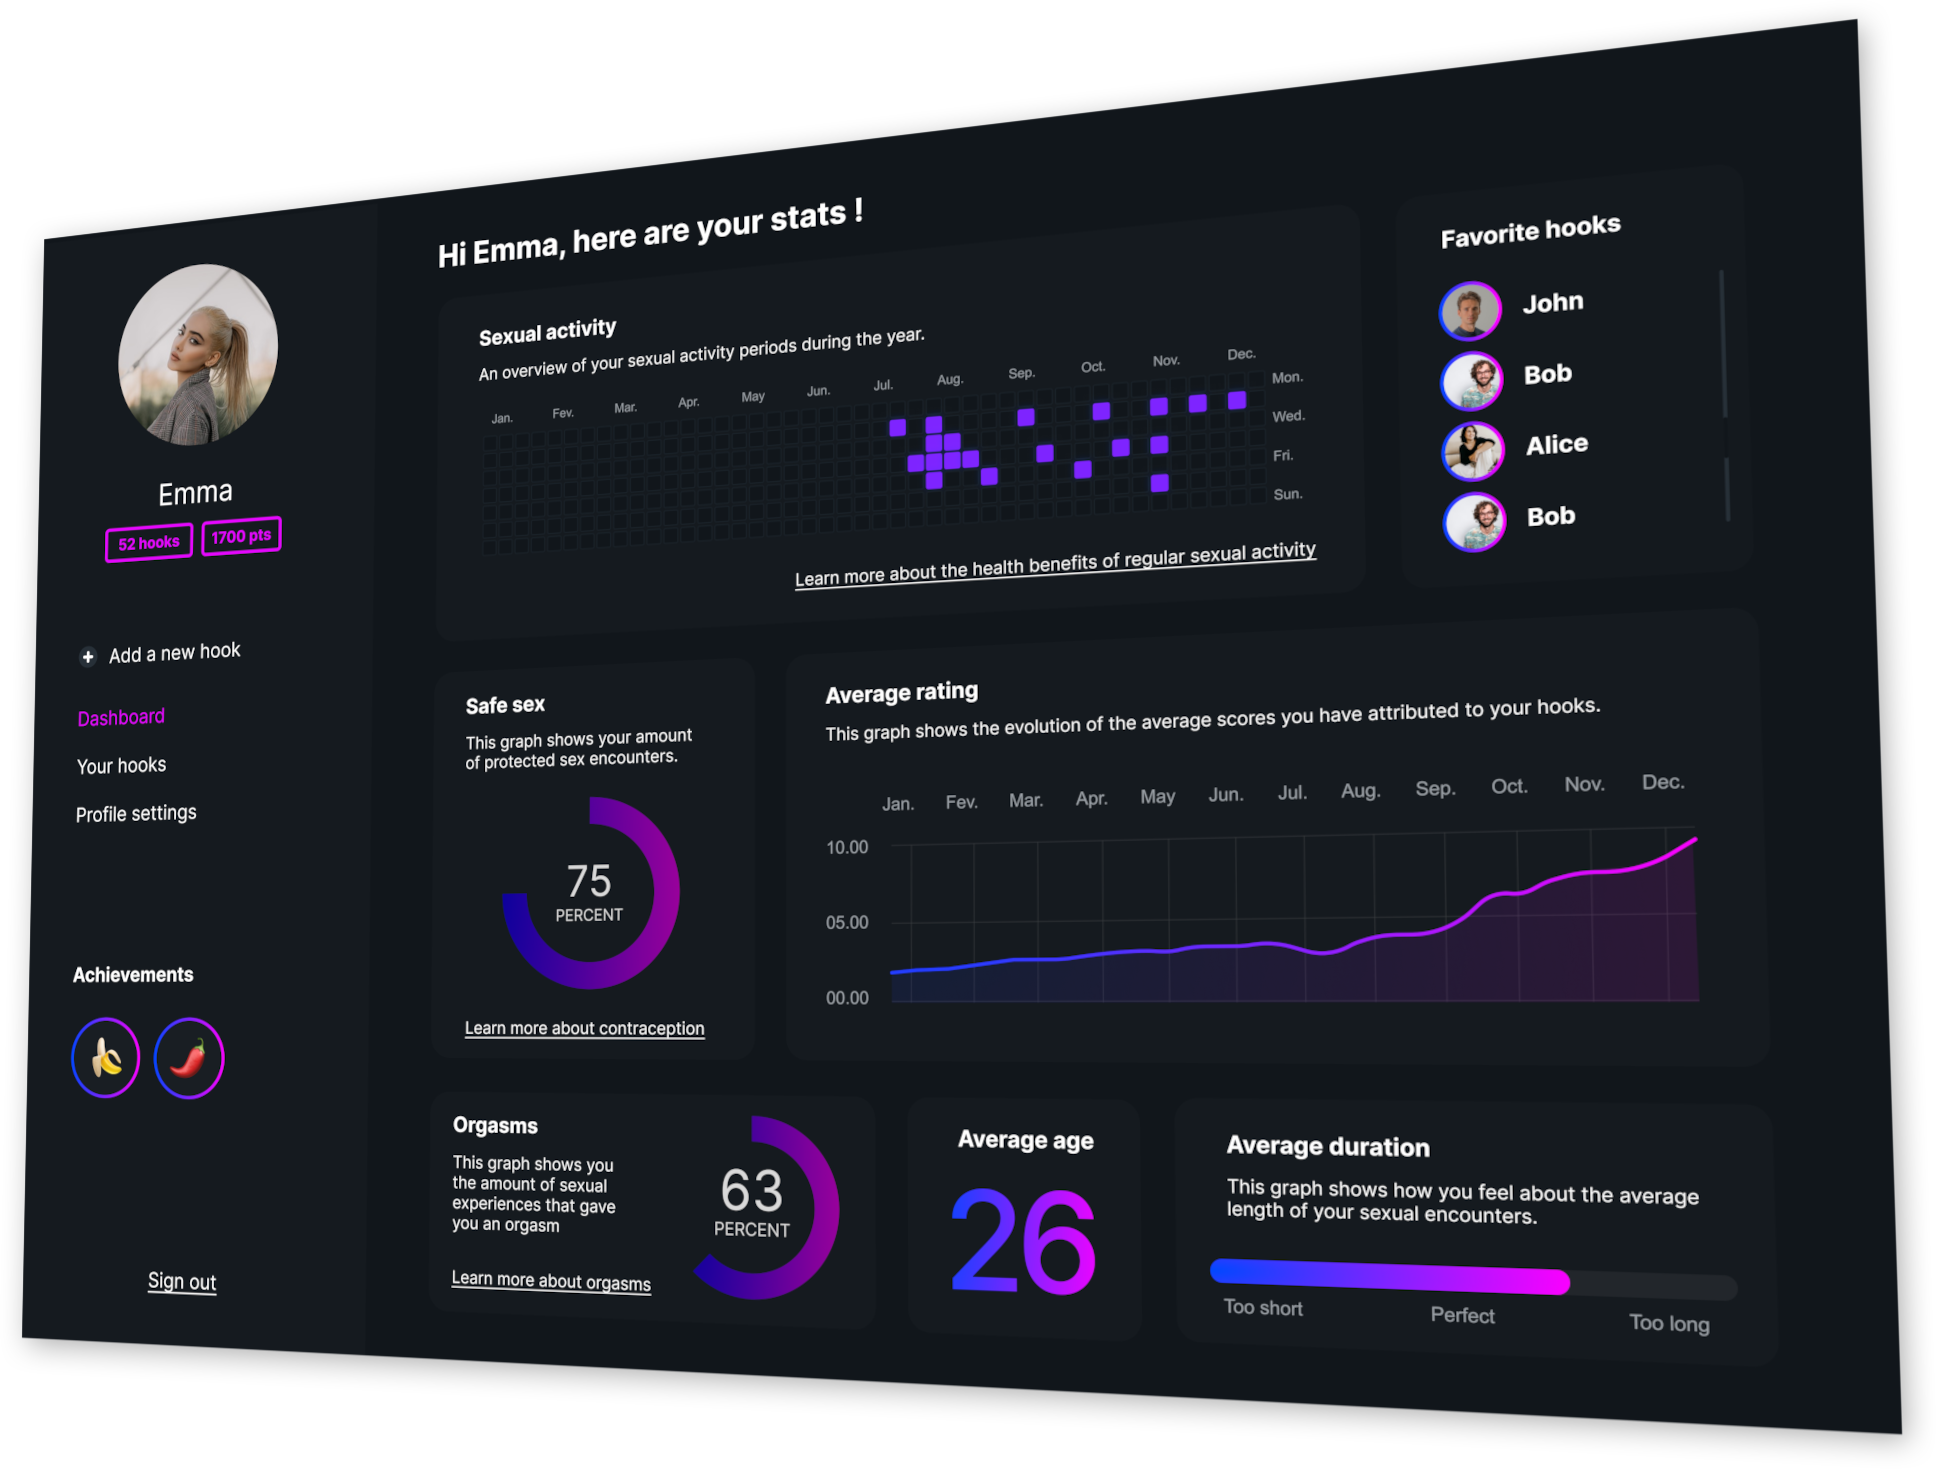 Emma
52 hooks
1700 pts
Add a new hook
Dashboard
Your hooks
Profile settings
Achievements
Sign out
Hi Emma, here are your stats !
Sexual activity
An overview of your sexual activity periods during the year.
Jan. Fev. Mar. Apr. May Jun. Jul. Aug. Sep. Oct. Nov. Dec.
Mon.
Wed.
Fri.
Sun.
Learn more about the health benefits of regular sexual activity
Favorite hooks
John
Bob
Alice
Bob
Safe sex
This graph shows your amount
of protected sex encounters.
75
PERCENT
Learn more about contraception
Average rating
This graph shows the evolution of the average scores you have attributed to your hooks.
Jan. Fev. Mar. Apr. May Jun. Jul. Aug. Sep. Oct. Nov. Dec.
10.00
05.00
00.00
Orgasms
This graph shows you
the amount of sexual
experiences that gave
you an orgasm
63
PERCENT
Learn more about orgasms
Average age
26
Average duration
This graph shows how you feel about the average
length of your sexual encounters.
Too short
Perfect
Too long